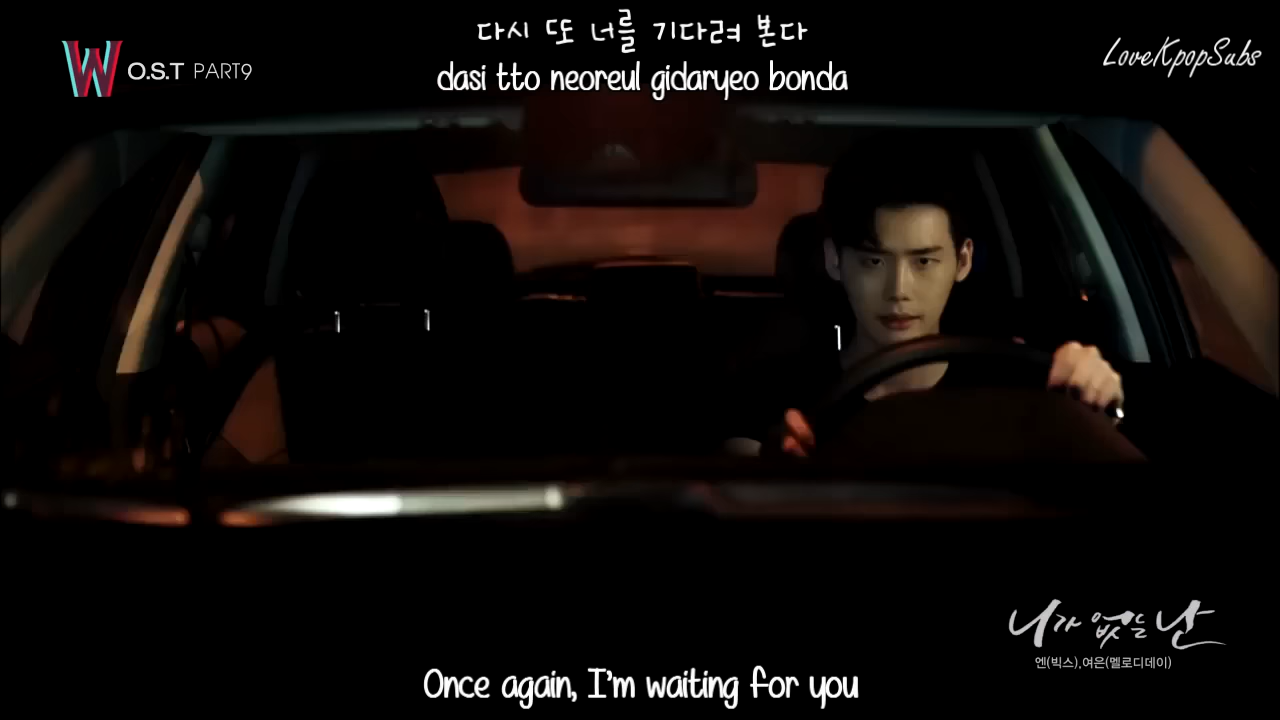 다시 또 너를 기다려 본다
dasi tto neoreul gidaryeo bonda
W O.S.T PART9
LoveKpopSubs
니가 없는 난
엔(빅스),여은(멜로디데이)
Once again, I'm waiting for you